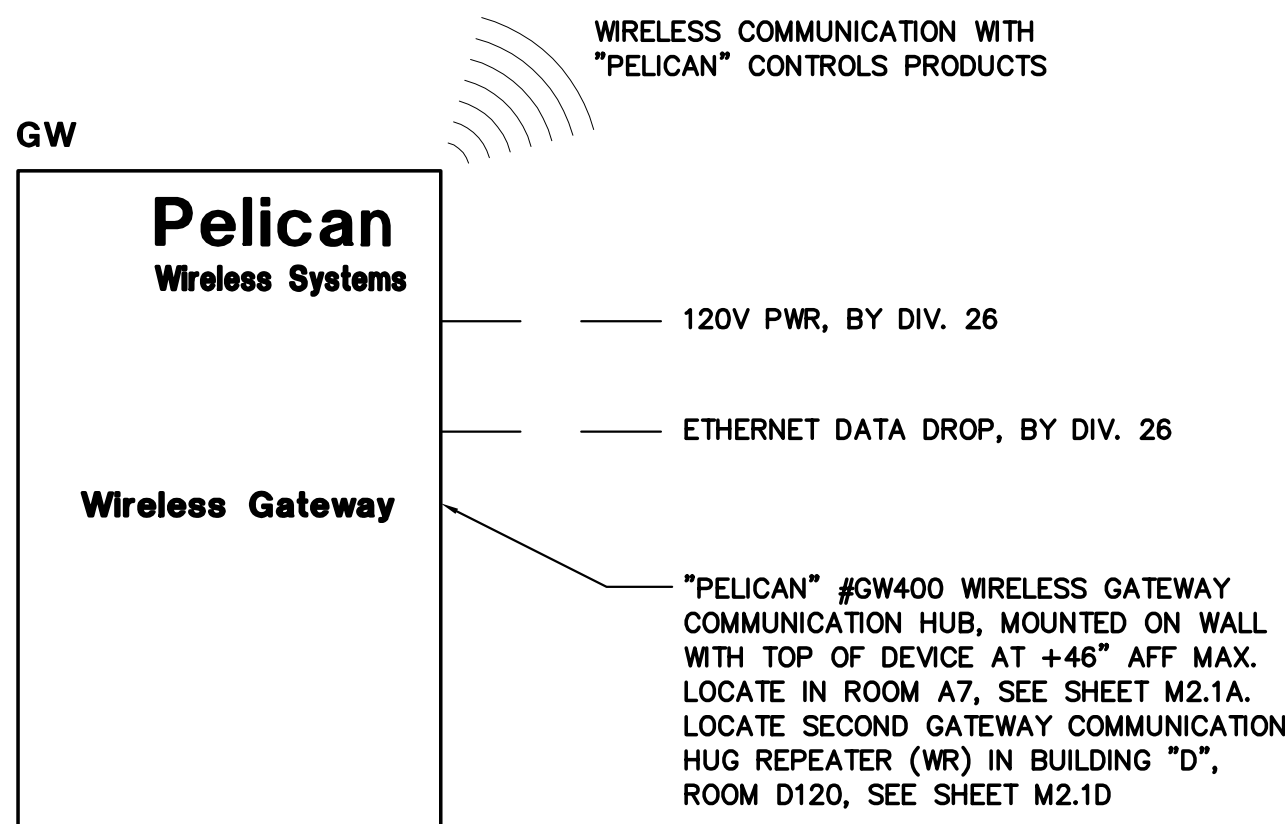 WIRELESS COMMUNICATION WITH
"PELICAN" CONTROLS PRODUCTS
GW
Pelican
Wireless Systems
120V PWR, BY DIV. 26
ETHERNET DATA DROP, BY DIV. 26
Wireless Gateway
"PELICAN" #GW400 WIRELESS GATEWAY
COMMUNICATION HUB, MOUNTED ON WALL
WITH TOP OF DEVICE AT +46" AFF MAX.
LOCATE IN ROOM A7, SEE SHEET M2.1A.
LOCATE SECOND GATEWAY COMMUNICATION
HUG REPEATER (WR) IN BUILDING "D",
ROOM D120, SEE SHEET M2.1D